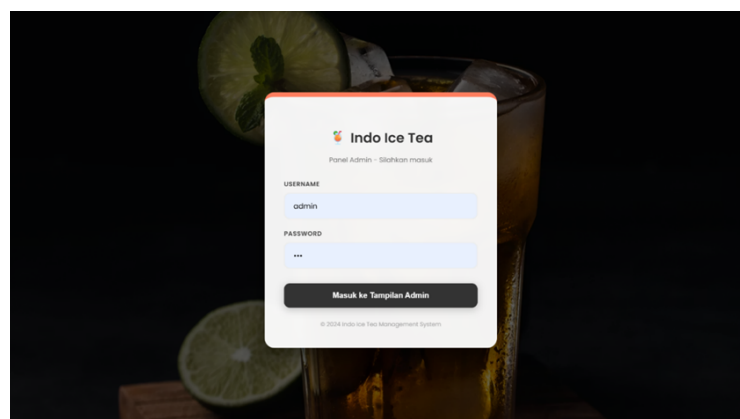 Indo Ice Tea
Panel Admin - Silahkan masuk
USERNAME
admin
PASSWORD
•••
Masuk ke Tampilan Admin
© 2024 Indo Ice Tea Management System